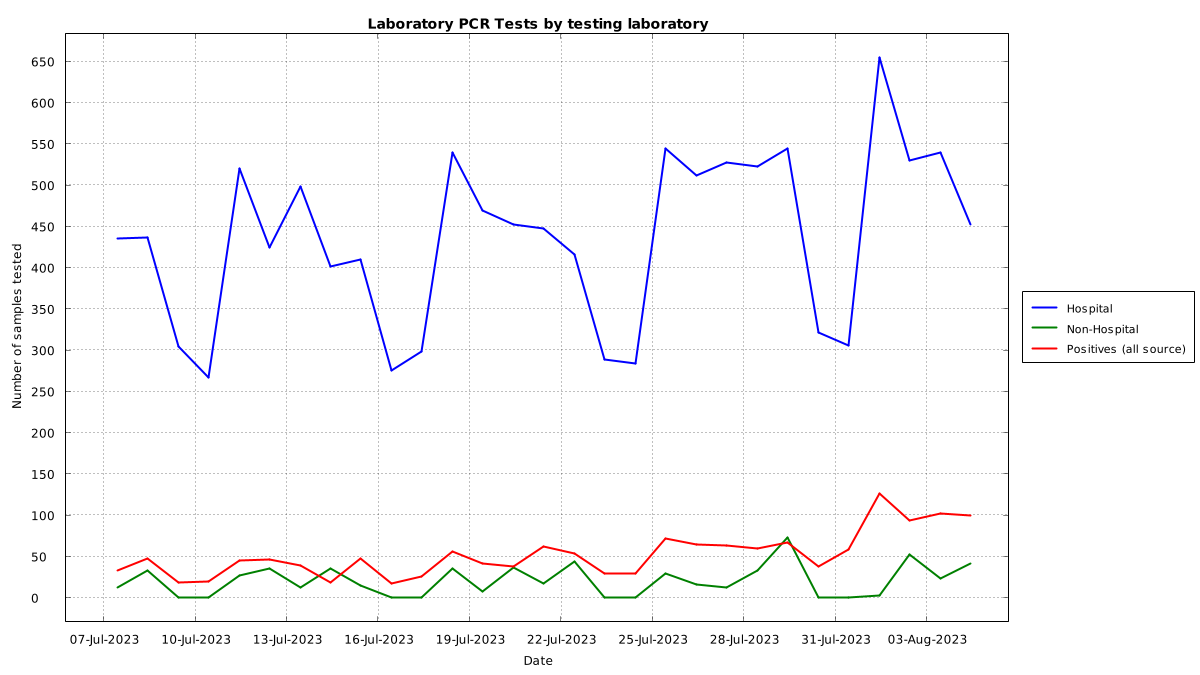 Laboratory PCR Tests by testing laboratory
650
600
550
500
450
400
350
300
250
200
150
100
50
0
Number of samples tested
07-Jul-2023 10-Jul-2023 13-Jul-2023 16-Jul-2023 19-Jul-2023 22-Jul-2023 25-Jul-2023 28-Jul-2023 31-Jul-2023 03-Aug-2023
Date
Hospital
Non-Hospital
Positives (all source)